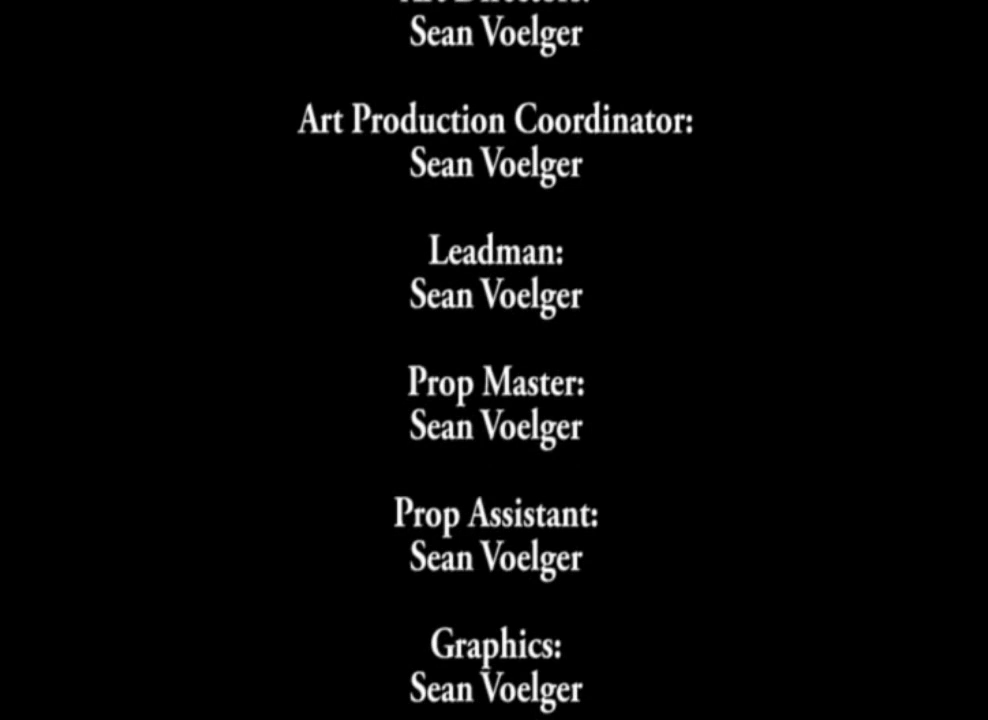 Sean Voelger
Art Production Coordinator:
Sean Voelger
Leadman:
Sean Voelger
Prop Master:
Sean Voelger
Prop Assistant:
Sean Voelger
Graphics:
Sean Voelger